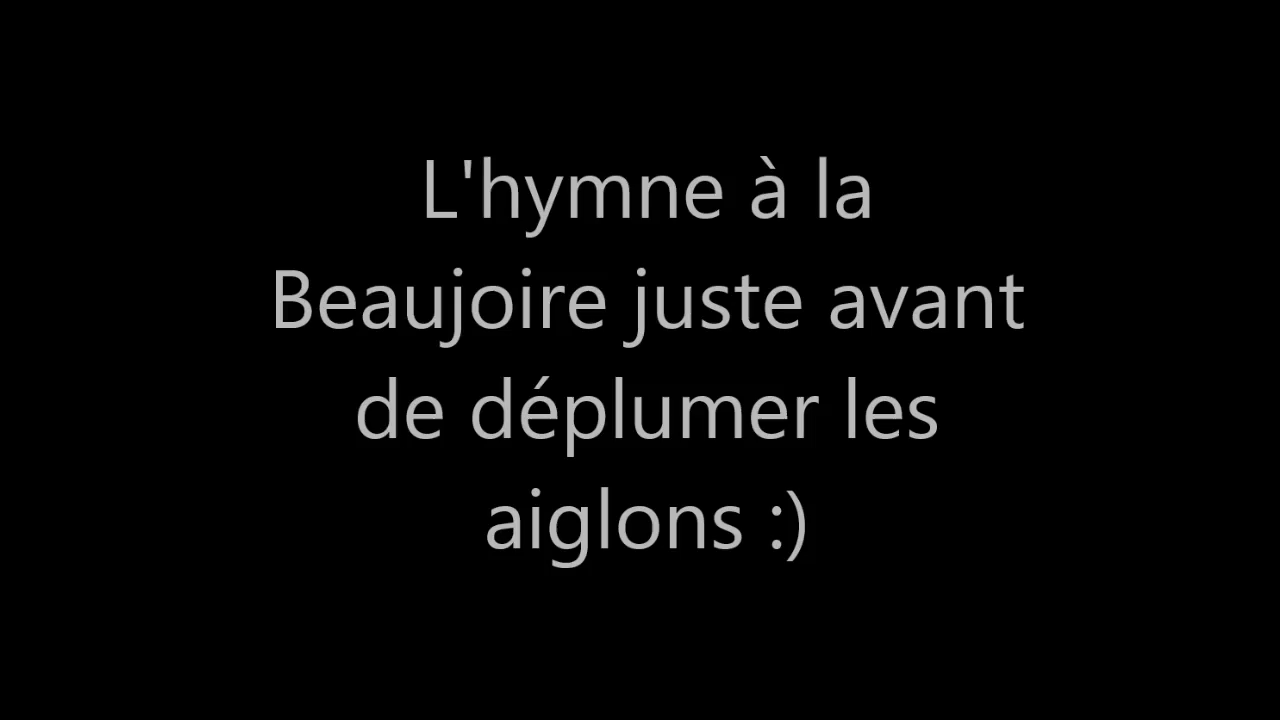 L'hymne à la
Beaujoire juste avant
de déplumer les
aiglons :)